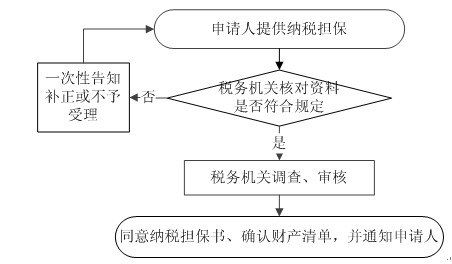 申请人提供纳税担保
税务机关核对资料
是否符合规定
否
一次性告知
补正或不予
受理
是
税务机关调查、审核
同意纳税担保书、确认财产清单，并通知申请人